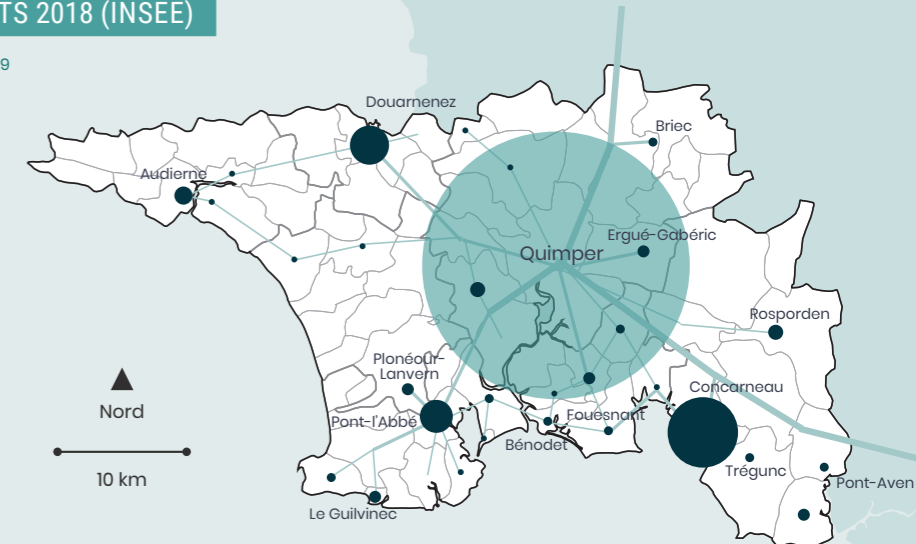 TS 2018 (INSEE)
9
Douarnenez
Briec
Audierne
Ergué-Gabéric
Quimper
Rosporden
Plonéour-
Lanvern
Concarneau
Nord
Pont-l'Abbé
Fouesnant
Bénodet
Trégunc
10 km
Pont-Aven
Le Guilvinec